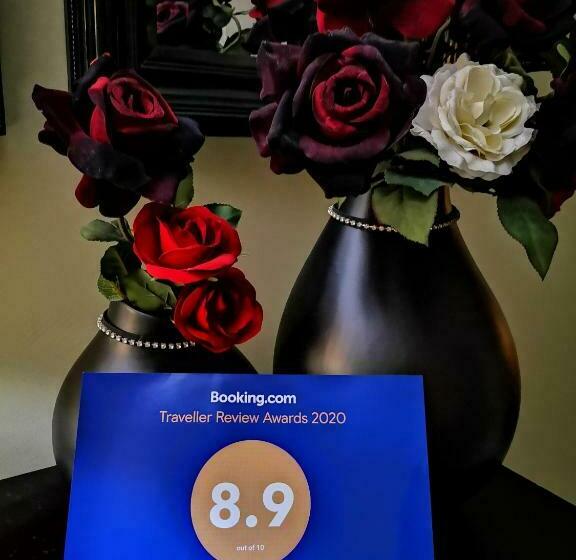 Booking.com
Traveller Review Awards 2020
8.9
out of 10